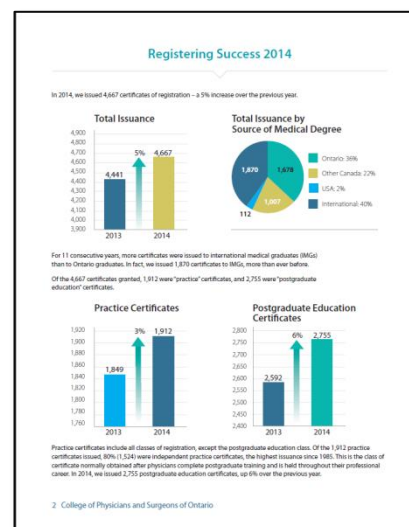 Registering Success 2014
In 2014, we issued 4,667 certificates of registration – a 5% increase over the previous year.
Total Issuance
4,900
4,800
4,700
4,600
4,500
4,400
4,300
4,200
4,100
4,000
3,900
4,441
5%
4,667
2013
2014
Total Issuance by
Source of Medical Degree
1,870
1,678
1,007
112
Ontario: 36%
Other Canada: 22%
USA: 2%
International: 40%
For 11 consecutive years, more certificates were issued to international medical graduates (IMGs)
than to Ontario graduates. In fact, we issued 1,870 certificates to IMGs, more than ever before.
Of the 4,667 certificates granted, 1,912 were "practice" certificates, and 2,755 were "postgraduate
education" certificates.
Practice Certificates
1,920
1,900
1,880
1,860
1,840
1,820
1,800
1,780
1,760
1,849
3%
1,912
2013
2014
Postgraduate Education
Certificates
2,800
2,750
2,700
2,650
2,600
2,550
2,500
2,450
2,400
2,592
6%
2,755
2013
2014
Practice certificates include all classes of registration, except the postgraduate education class. Of the 1,912 practice
certificates issued, 80% (1,524) were independent practice certificates, the highest issuance since 1985. This is the class of
certificate normally obtained after physicians complete postgraduate training and is held throughout their professional
career. In 2014, we issued 2,755 postgraduate certificates, up 6% over the previous year.
2 College of Physicians and Surgeons of Ontario